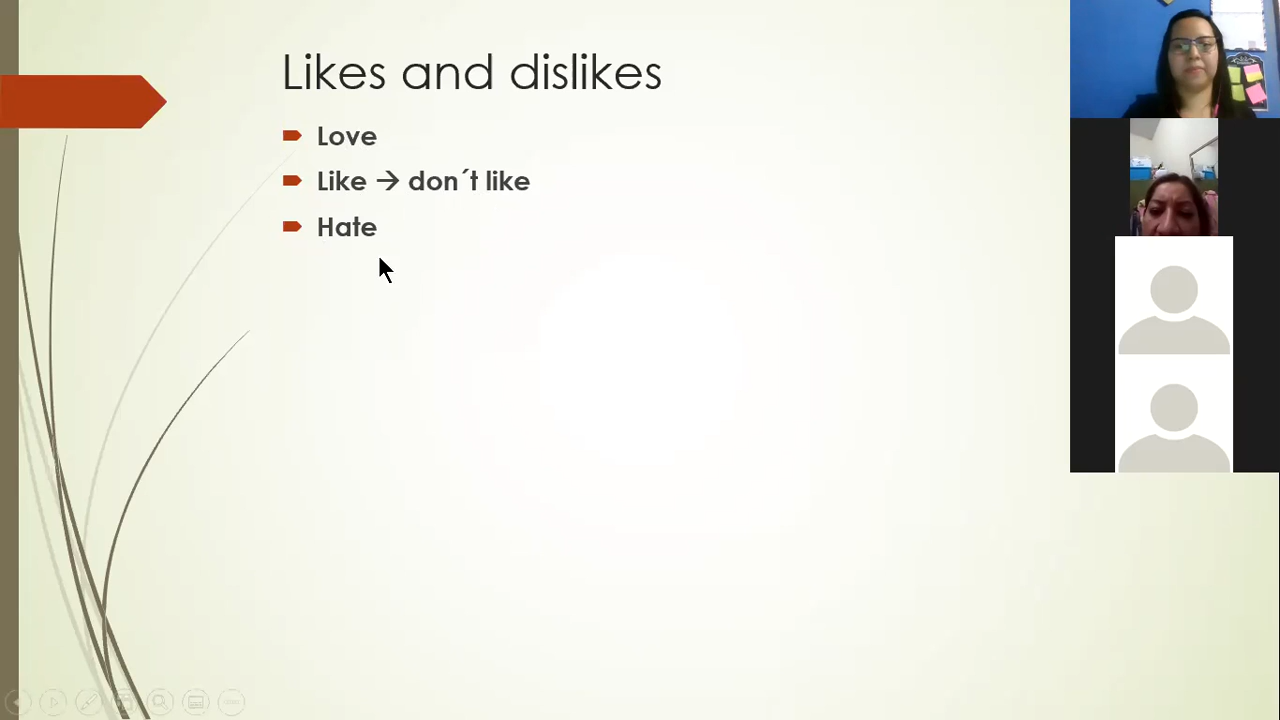 Likes and dislikes
Love
Like → don´t like
Hate